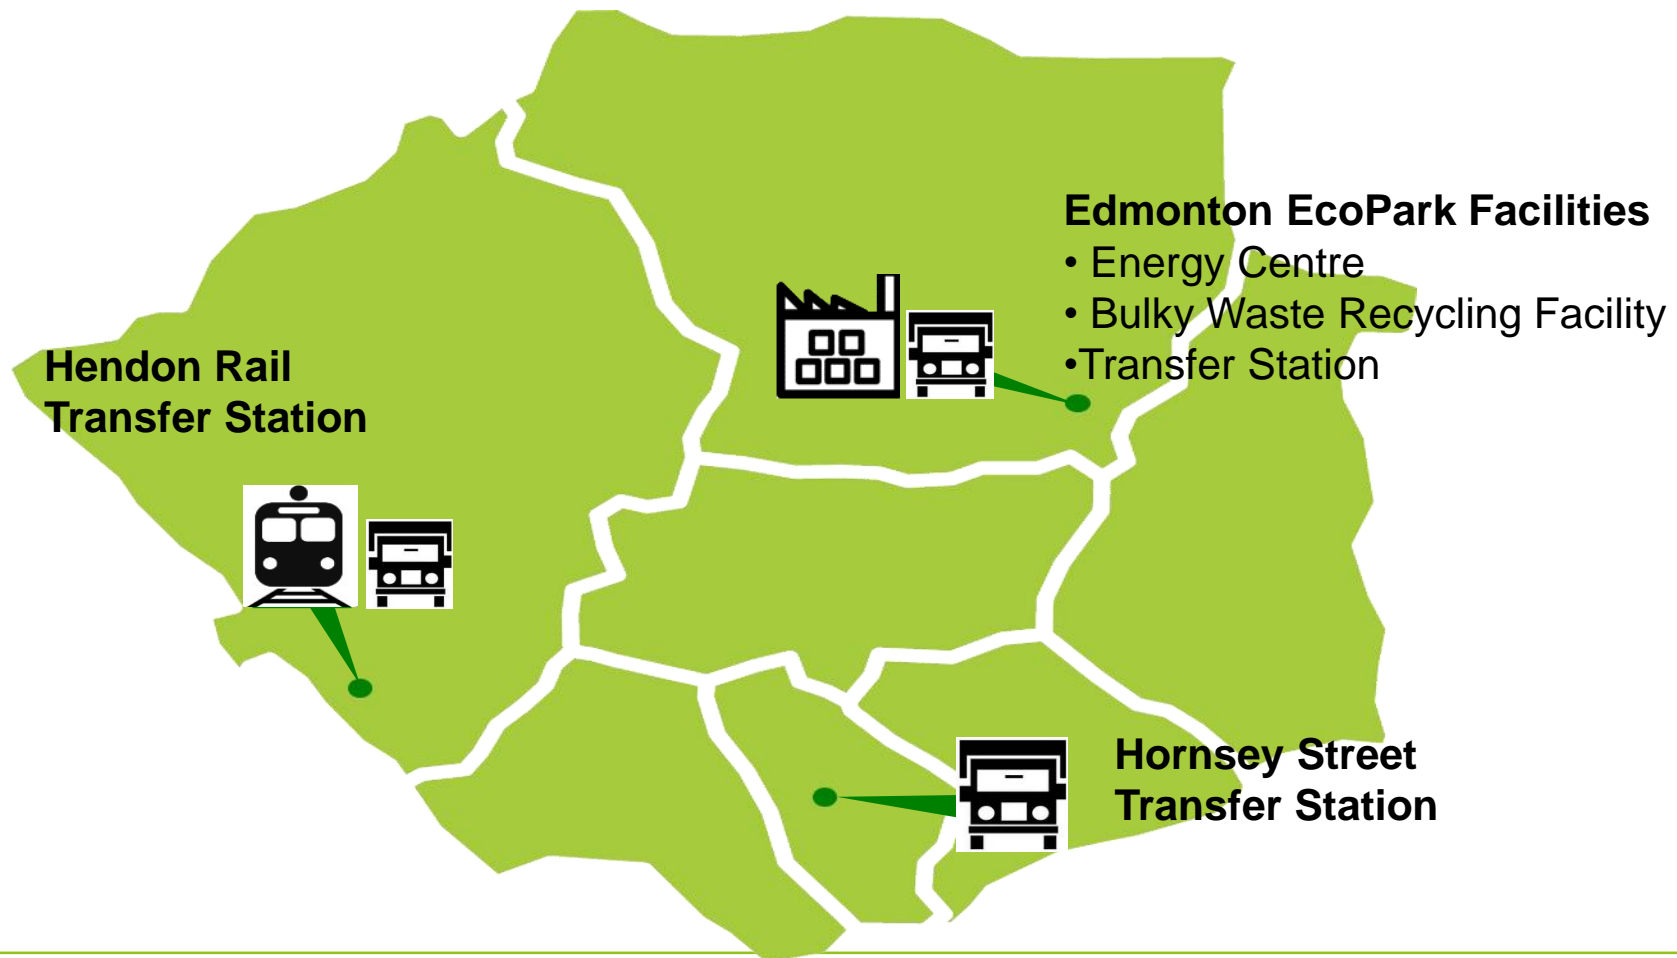 Edmonton EcoPark Facilities
• Energy Centre
• Bulky Waste Recycling Facility
•Transfer Station
Hendon Rail
Transfer Station
Hornsey Street
Transfer Station